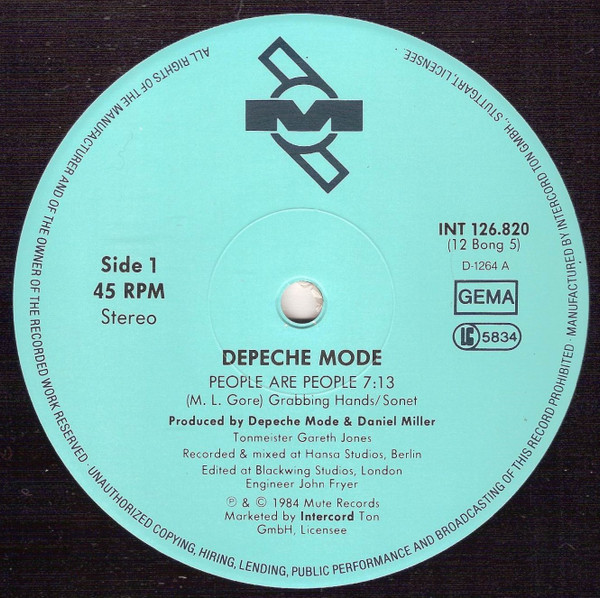 ALL RIGHTS OF THE MANUFACTURER AND OF THE OWNER OF THE RECORDED WORK RESERVED · UNAUTHORIZED COPYING, HIRING, LENDING, PUBLIC PERFORMANCE AND BROADCASTING OF THIS RECORD PROHIBITED · MANUFACTURED BY INTERCORD TON GMBH., STUTTGART, LICENSEE.
M
INT 126.820
(12 Bong 5)
D-1264 A
GEMA
LC 5834
Side 1
45 RPM
Stereo
DEPECHE MODE
PEOPLE ARE PEOPLE 7:13
(M. L. Gore) Grabbing Hands/Sonet
Produced by Depeche Mode & Daniel Miller
Tonmeister Gareth Jones
Recorded & mixed at Hansa Studios, Berlin
Edited at Blackwing Studios, London
Engineer John Fryer
℗ & © 1984 Mute Records
Marketed by Intercord Ton
GmbH, Licensee